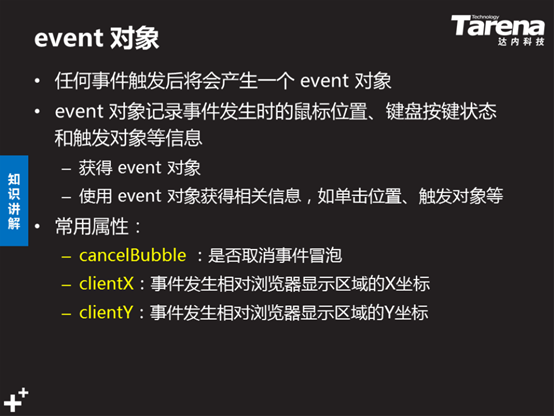 event 对象
Technology
Tarena
达内科技
• 任何事件触发后将会产生一个 event 对象
• event 对象记录事件发生时的鼠标位置、键盘按键状态
和触发对象等信息
– 获得 event 对象
– 使用 event 对象获得相关信息，如单击位置、触发对象等
知识讲解
• 常用属性：
– cancelBubble ：是否取消事件冒泡
– clientX：事件发生相对浏览器显示区域的X坐标
– clientY：事件发生相对浏览器显示区域的Y坐标